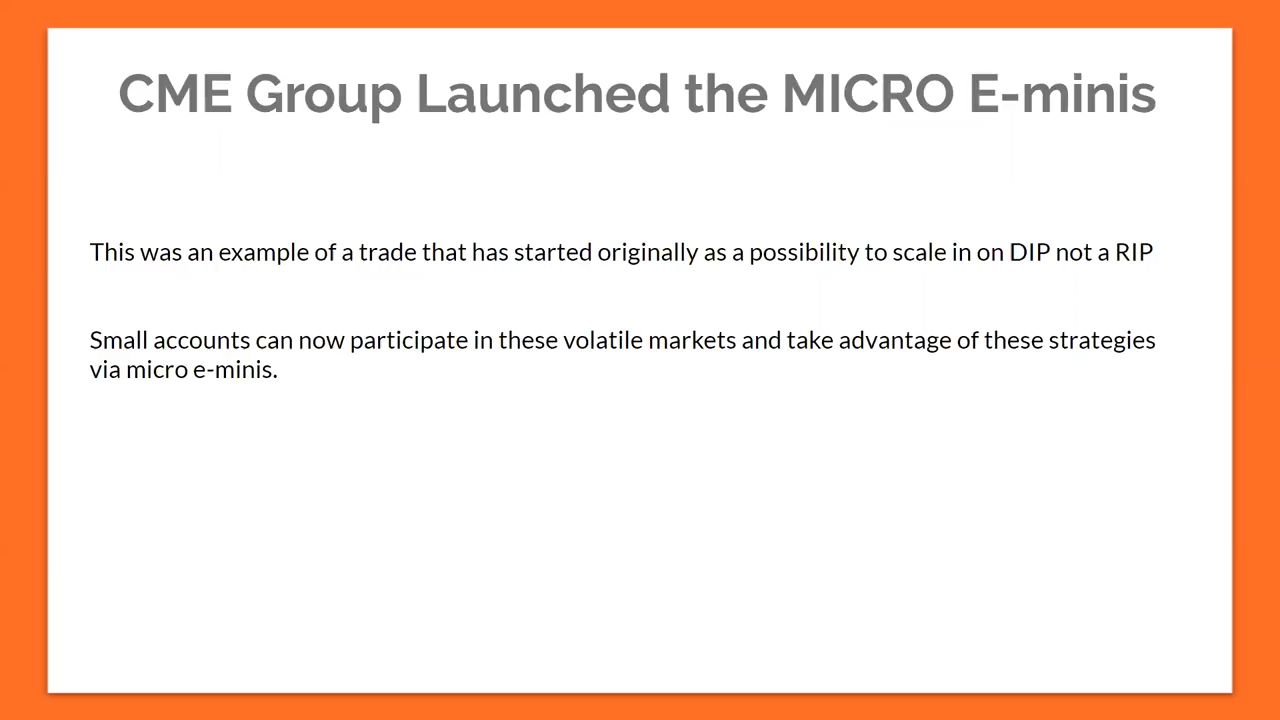 CME Group Launched the MICRO E-minis
This was an example of a trade that has started originally as a possibility to scale in on DIP not a RIP
Small accounts can now participate in these volatile markets and take advantage of these strategies
via micro e-minis.